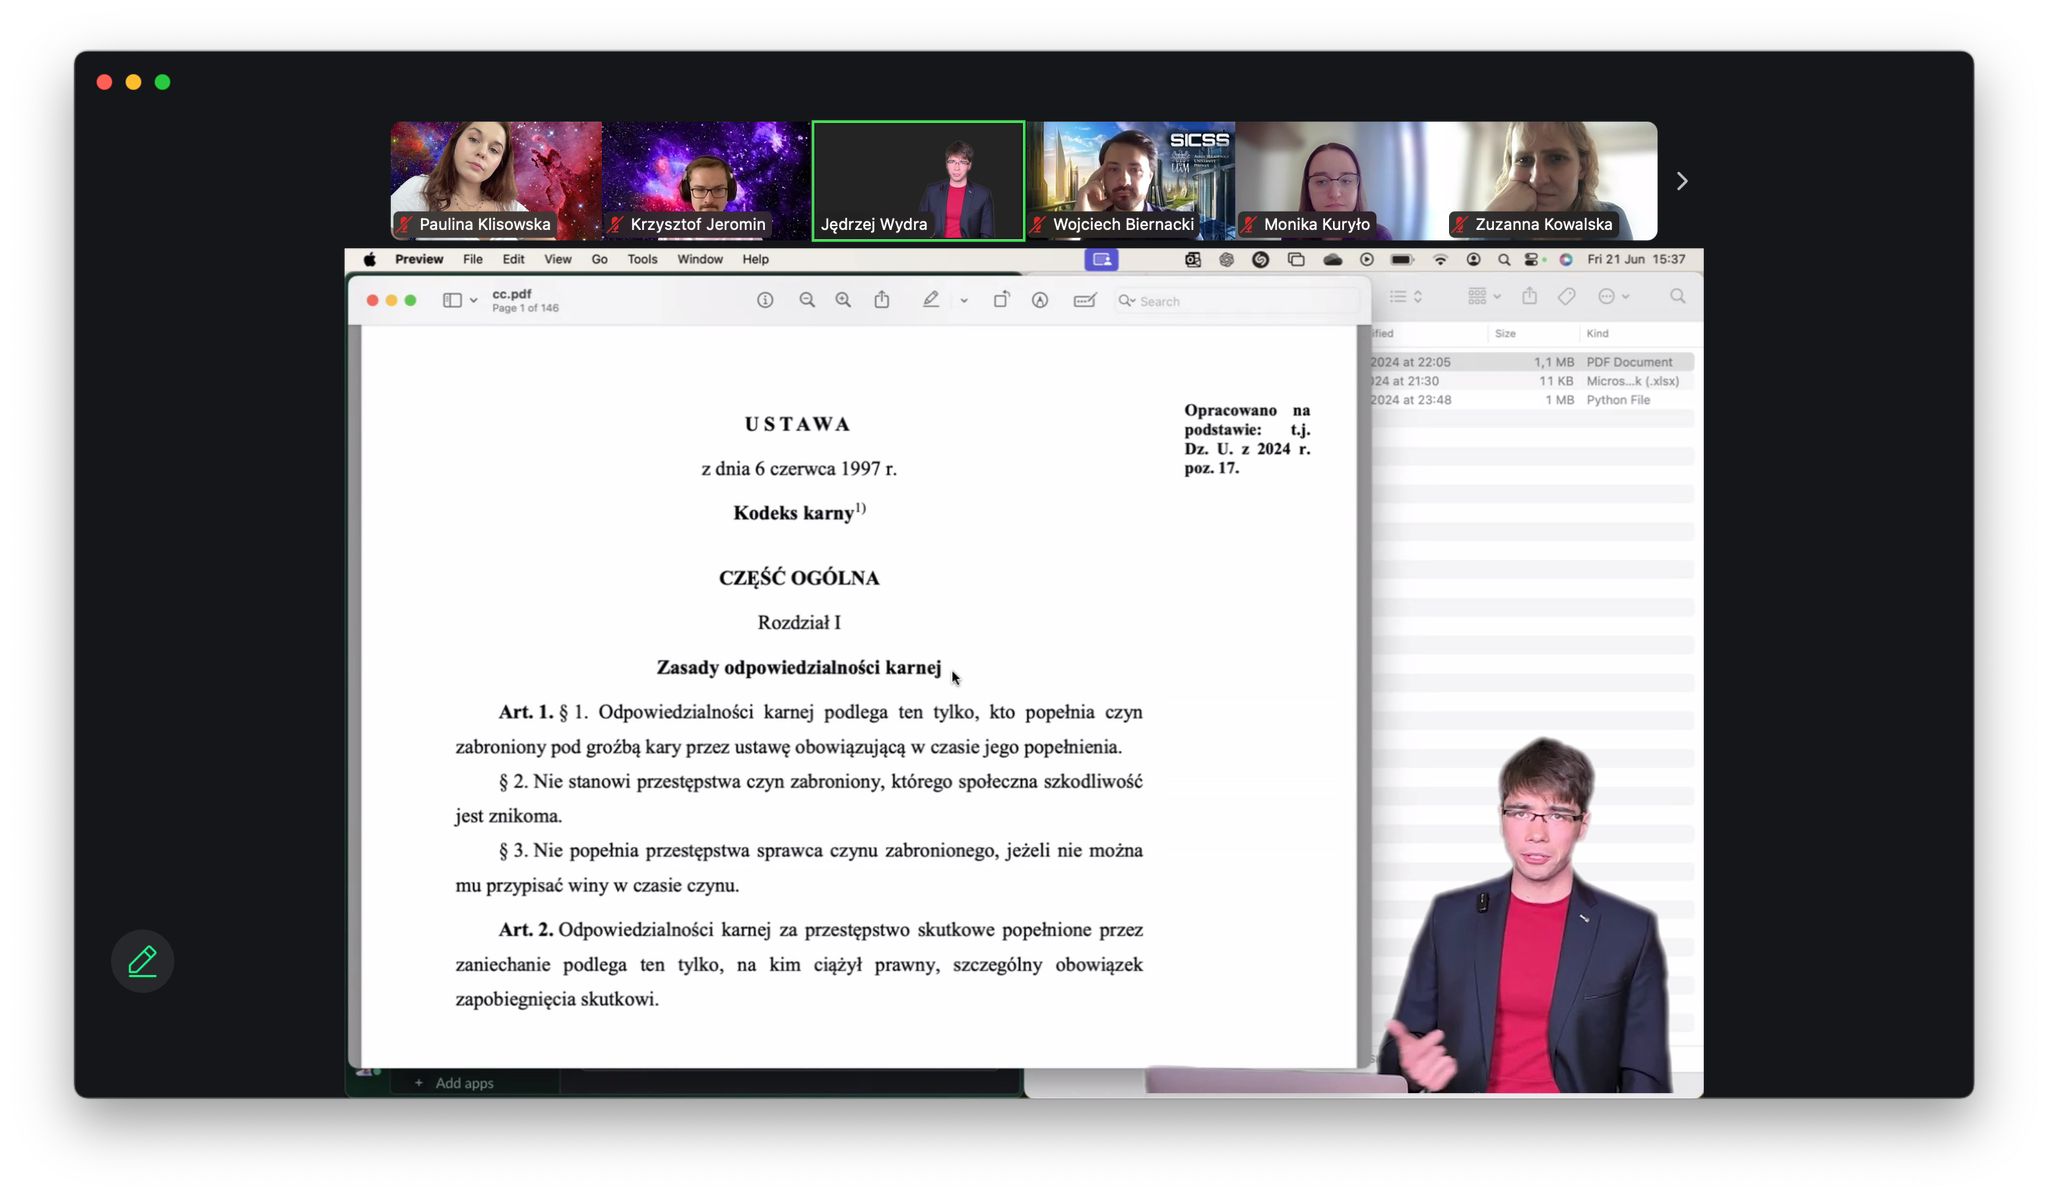 SICSS
UAM
Paulina Klisowska
Krzysztof Jeromin
Jędrzej Wydra
Wojciech Biernacki
Monika Kuryło
Zuzanna Kowalska
Preview File Edit View Go Tools Window Help
Fri 21 Jun 15:37
cc.pdf
Page 1 of 146
Search
ified Size Kind
2024 at 22:05 1,1 MB PDF Document
024 at 21:30 11 KB Micros...k (.xlsx)
2024 at 23:48 1 MB Python File
USTAWA
z dnia 6 czerwca 1997 r.
Kodeks karny1)
Opracowano na
podstawie: t.j.
Dz. U. z 2024 r.
poz. 17.
CZĘŚĆ OGÓLNA
Rozdział I
Zasady odpowiedzialności karnej
Art. 1. § 1. Odpowiedzialności karnej podlega ten tylko, kto popełnia czyn
zabroniony pod groźbą kary przez ustawę obowiązującą w czasie jego popełnienia.
§ 2. Nie stanowi przestępstwa czyn zabroniony, którego społeczna szkodliwość
jest znikoma.
§ 3. Nie popełnia przestępstwa sprawca czynu zabronionego, jeżeli nie można
mu przypisać winy w czasie czynu.
Art. 2. Odpowiedzialności karnej za przestępstwo skutkowe popełnione przez
zaniechanie podlega ten tylko, na kim ciążył prawny, szczególny obowiązek
zapobiegnięcia skutkowi.
+ Add apps